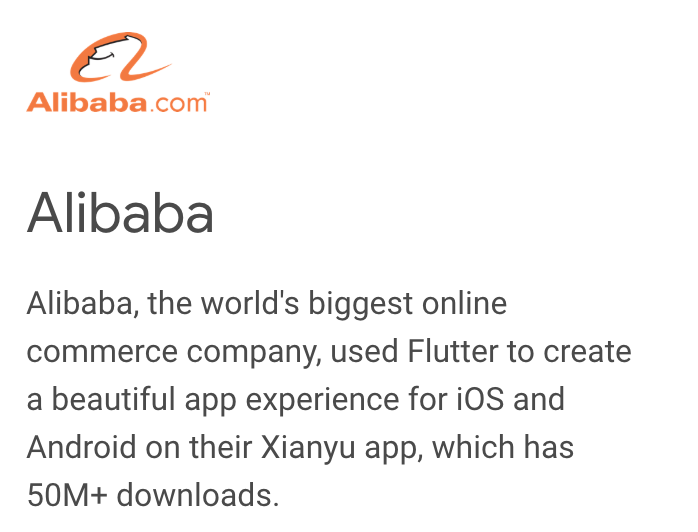 Alibaba.com™
Alibaba
Alibaba, the world's biggest online
commerce company, used Flutter to create
a beautiful app experience for iOS and
Android on their Xianyu app, which has
50M+ downloads.